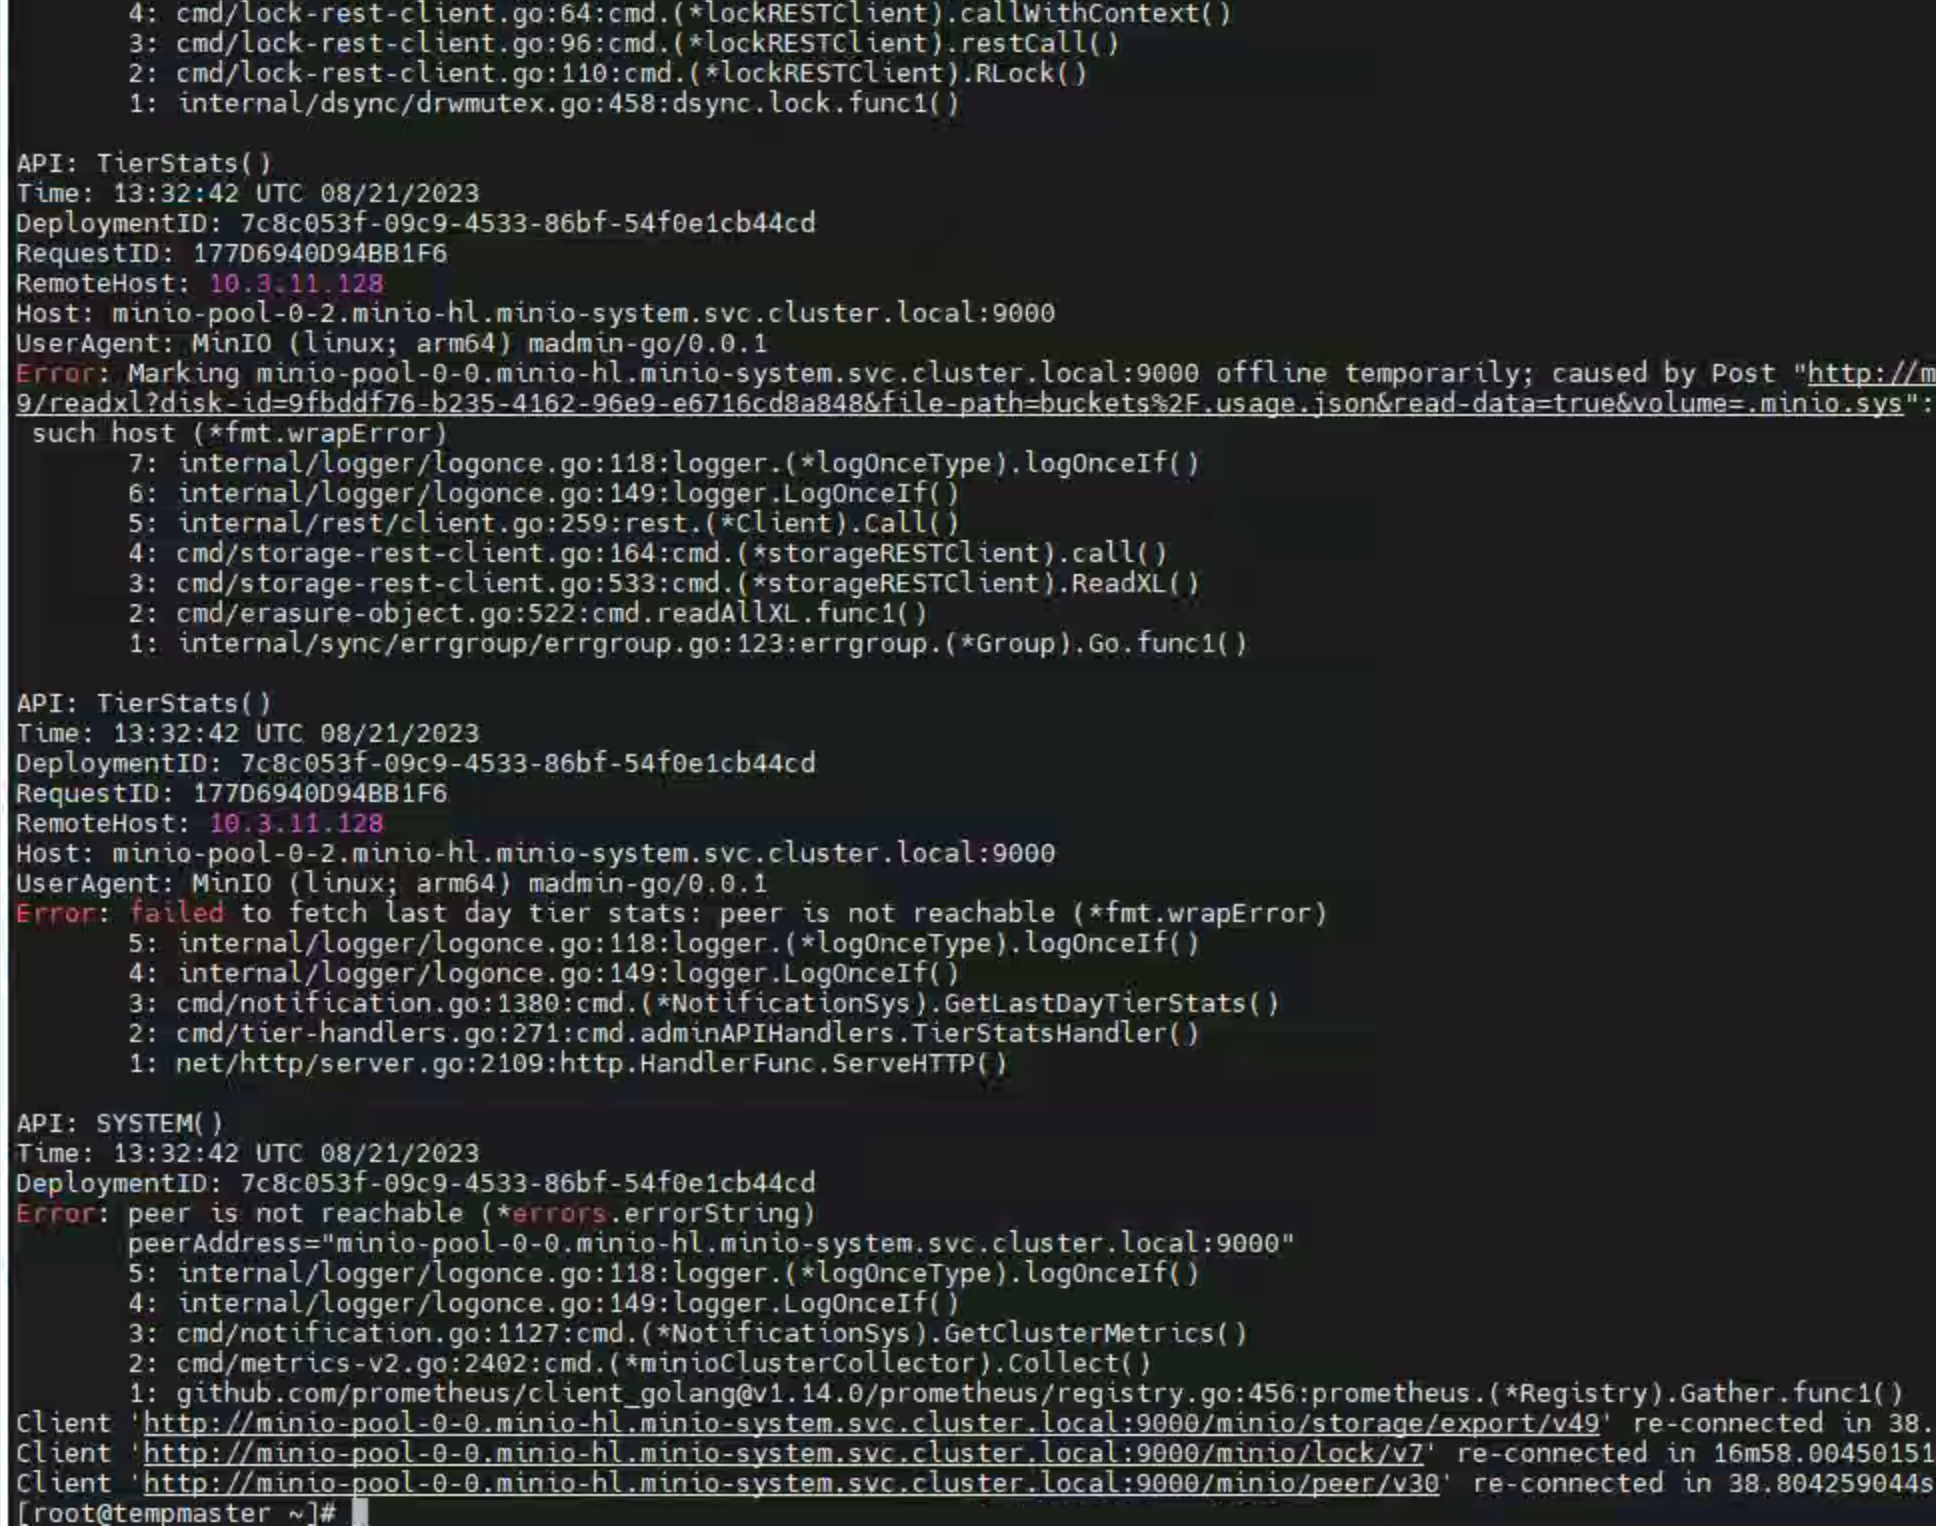 4: cmd/lock-rest-client.go:64:cmd.(*lockRESTClient).callWithContext()
3: cmd/lock-rest-client.go:96:cmd.(*lockRESTClient).restCall()
2: cmd/lock-rest-client.go:110:cmd.(*lockRESTClient).RLock()
1: internal/dsync/drwmutex.go:458:dsync.lock.func1()
API: TierStats()
Time: 13:32:42 UTC 08/21/2023
DeploymentID: 7c8c053f-09c9-4533-86bf-54f0e1cb44cd
RequestID: 177D6940D94BB1F6
RemoteHost: 10.3.11.128
Host: minio-pool-0-2.minio-hl.minio-system.svc.cluster.local:9000
UserAgent: MinIO (linux; arm64) madmin-go/0.0.1
Error: Marking minio-pool-0-0.minio-hl.minio-system.svc.cluster.local:9000 offline temporarily; caused by Post "http://m
9/readxl?disk-id=9fbddf76-b235-4162-96e9-e6716cd8a848&file-path=buckets%2F.usage.json&read-data=true&volume=.minio.sys":
such host (*fmt.wrapError)
7: internal/logger/logonce.go:118:logger.(*logOnceType).logOnceIf()
6: internal/logger/logonce.go:149:logger.LogOnceIf()
5: internal/rest/client.go:259:rest.(*Client).Call()
4: cmd/storage-rest-client.go:164:cmd.(*storageRESTClient).call()
3: cmd/storage-rest-client.go:533:cmd.(*storageRESTClient).ReadXL()
2: cmd/erasure-object.go:522:cmd.readAllXL.func1()
1: internal/sync/errgroup/errgroup.go:123:errgroup.(*Group).Go.func1()
API: TierStats()
Time: 13:32:42 UTC 08/21/2023
DeploymentID: 7c8c053f-09c9-4533-86bf-54f0e1cb44cd
RequestID: 177D6940D94BB1F6
RemoteHost: 10.3.11.128
Host: minio-pool-0-2.minio-hl.minio-system.svc.cluster.local:9000
UserAgent: MinIO (linux; arm64) madmin-go/0.0.1
Error: failed to fetch last day tier stats: peer is not reachable (*fmt.wrapError)
5: internal/logger/logonce.go:118:logger.(*logOnceType).logOnceIf()
4: internal/logger/logonce.go:149:logger.LogOnceIf()
3: cmd/notification.go:1380:cmd.(*NotificationSys).GetLastDayTierStats()
2: cmd/tier-handlers.go:271:cmd.adminAPIHandlers.TierStatsHandler()
1: net/http/server.go:2109:http.HandlerFunc.ServeHTTP()
API: SYSTEM()
Time: 13:32:42 UTC 08/21/2023
DeploymentID: 7c8c053f-09c9-4533-86bf-54f0e1cb44cd
Error: peer is not reachable (*errors.errorString)
peerAddress="minio-pool-0-0.minio-hl.minio-system.svc.cluster.local:9000"
5: internal/logger/logonce.go:118:logger.(*logOnceType).logOnceIf()
4: internal/logger/logonce.go:149:logger.LogOnceIf()
3: cmd/notification.go:1127:cmd.(*NotificationSys).GetClusterMetrics()
2: cmd/metrics-v2.go:2402:cmd.(*minioClusterCollector).Collect()
1: github.com/prometheus/client_golang@v1.14.0/prometheus/registry.go:456:prometheus.(*Registry).Gather.func1()
Client 'http://minio-pool-0-0.minio-hl.minio-system.svc.cluster.local:9000/minio/storage/export/v49' re-connected in 38.
Client 'http://minio-pool-0-0.minio-hl.minio-system.svc.cluster.local:9000/minio/lock/v7' re-connected in 16m58.00450151
Client 'http://minio-pool-0-0.minio-hl.minio-system.svc.cluster.local:9000/minio/peer/v30' re-connected in 38.804259044s
[root@tempmaster ~]#